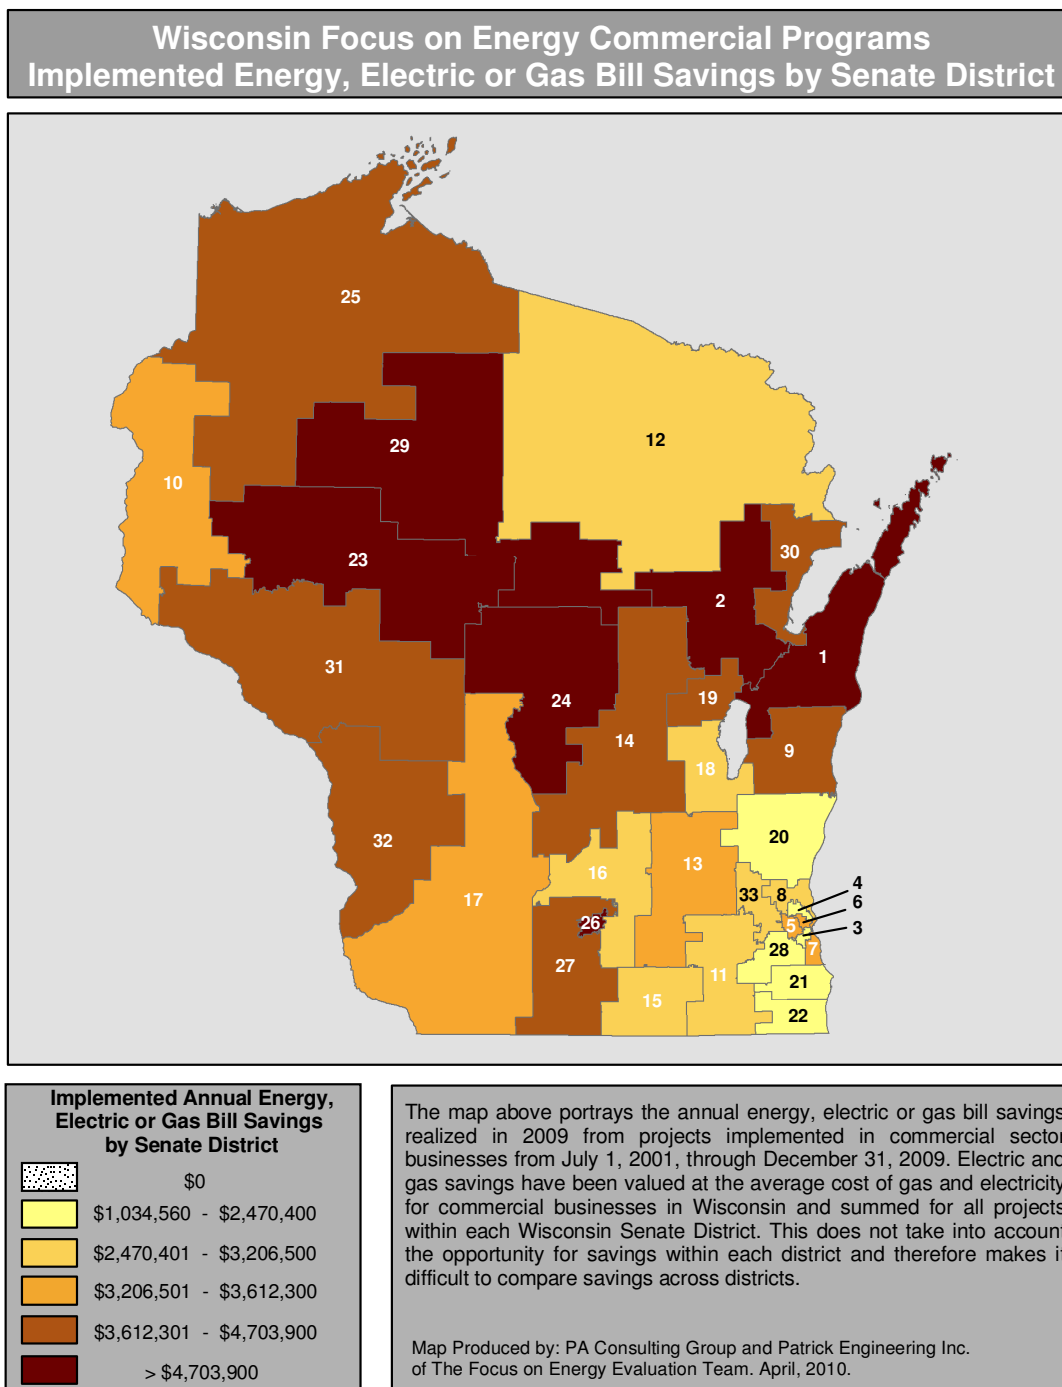 Wisconsin Focus on Energy Commercial Programs
Implemented Energy, Electric or Gas Bill Savings by Senate District
25
12
29
10
30
23
2
1
31
24
19
14
9
18
20
32
13
16
4
33
8
17
6
26
5
3
28
7
27
11
21
15
22
Implemented Annual Energy,
Electric or Gas Bill Savings
by Senate District
$0
$1,034,560 - $2,470,400
$2,470,401 - $3,206,500
$3,206,501 - $3,612,300
$3,612,301 - $4,703,900
> $4,703,900
The map above portrays the annual energy, electric or gas bill savings
realized in 2009 from projects implemented in commercial sector
businesses from July 1, 2001, through December 31, 2009. Electric and
gas savings have been valued at the average cost of gas and electricity
for commercial businesses in Wisconsin and summed for all projects
within each Wisconsin Senate District. This does not take into account
the opportunity for savings within each district and therefore makes it
difficult to compare savings across districts.
Map Produced by: PA Consulting Group and Patrick Engineering Inc.
of The Focus on Energy Evaluation Team. April, 2010.